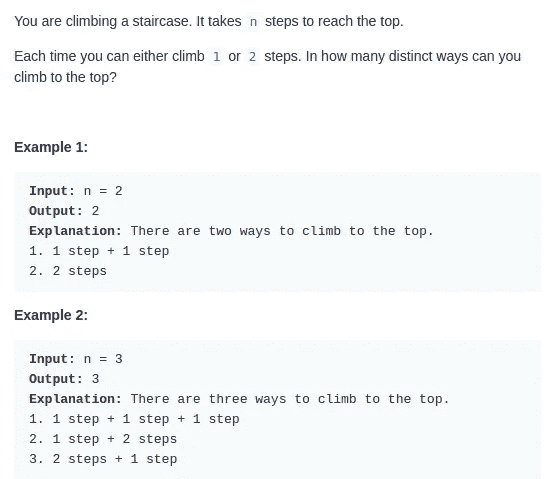 You are climbing a staircase. It takes n steps to reach the top.
Each time you can either climb 1 or 2 steps. In how many distinct ways can you
climb to the top?
Example 1:
Input: n = 2
Output: 2
Explanation: There are two ways to climb to the top.
1. 1 step + 1 step
2. 2 steps
Example 2:
Input: n = 3
Output: 3
Explanation: There are three ways to climb to the top.
1. 1 step + 1 step + 1 step
2. 1 step + 2 steps
3. 2 steps + 1 step